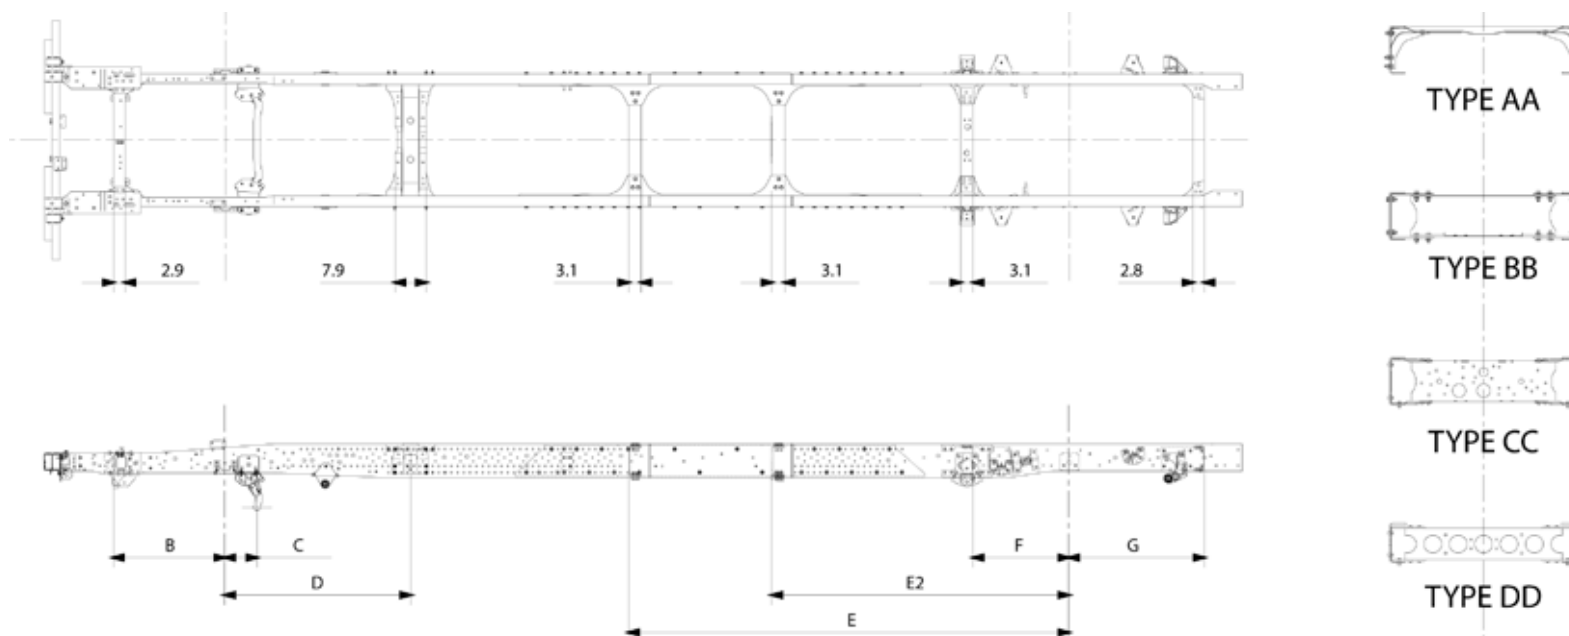 TYPE AA
TYPE BB
2.9 7.9 3.1 3.1 3.1 2.8
TYPE CC
B C F G
D E2
TYPE DD
E